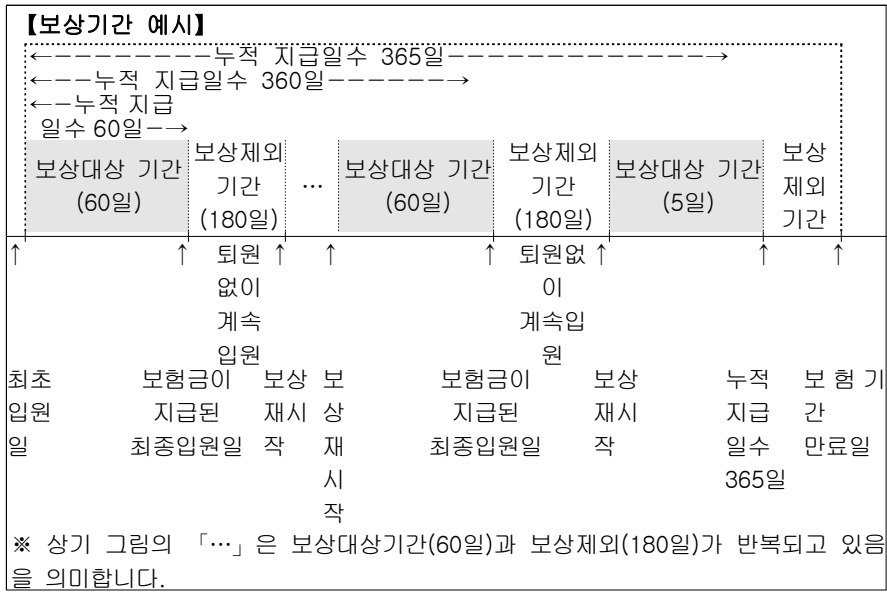 【보상기간 예시】
←－－－－－－－－누적 지급일수 365일－－－－－－－－－－－－→
←－－누적 지급일수 360일－－－－－－→
←－누적 지급
일수 60일－→
보상대상 기간
(60일)
보상제외
기간
(180일)
…
보상대상 기간
(60일)
보상제외
기간
(180일)
보상대상 기간
(5일)
보상
제외
기간
↑ ↑ ↑ ↑ ↑ ↑ ↑ ↑
퇴원
없이
계속
입원
퇴원없
이
계속입
원
최초
입원
일
보험금이
지급된
최종입원일
보상
재시
작
보
상
재
시
작
보험금이
지급된
최종입원일
보상
재시
작
누적
지급
일수
365일
보 험 기
간
만료일
※ 상기 그림의 「…」은 보상대상기간(60일)과 보상제외(180일)가 반복되고 있음
을 의미합니다.